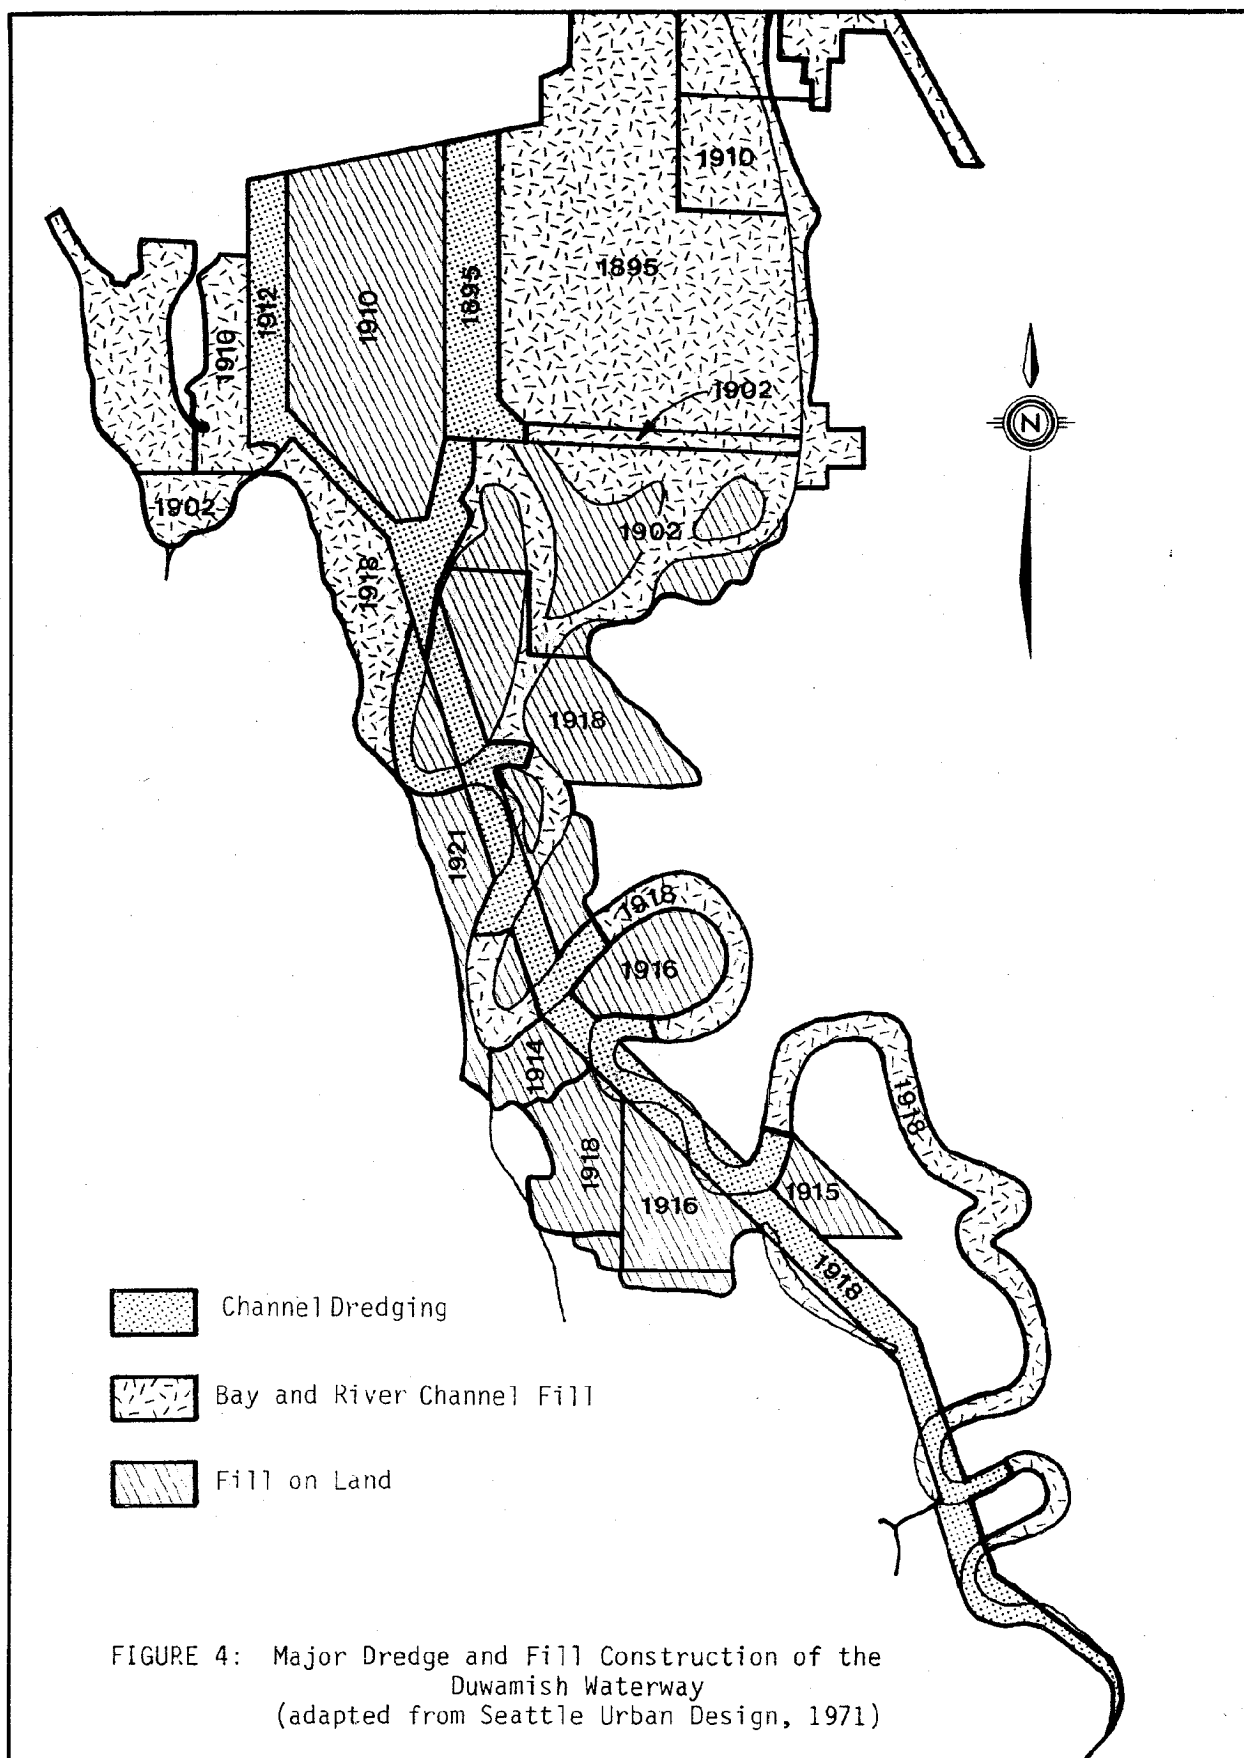 1910
1895
1912
1910
1895
1910
1902
N
1902
1902
1918
1918
1921
1918
1916
1914
1918
1918
1916
1915
1918
Channel Dredging
Bay and River Channel Fill
Fill on Land
FIGURE 4: Major Dredge and Fill Construction of the
Duwamish Waterway
(adapted from Seattle Urban Design, 1971)